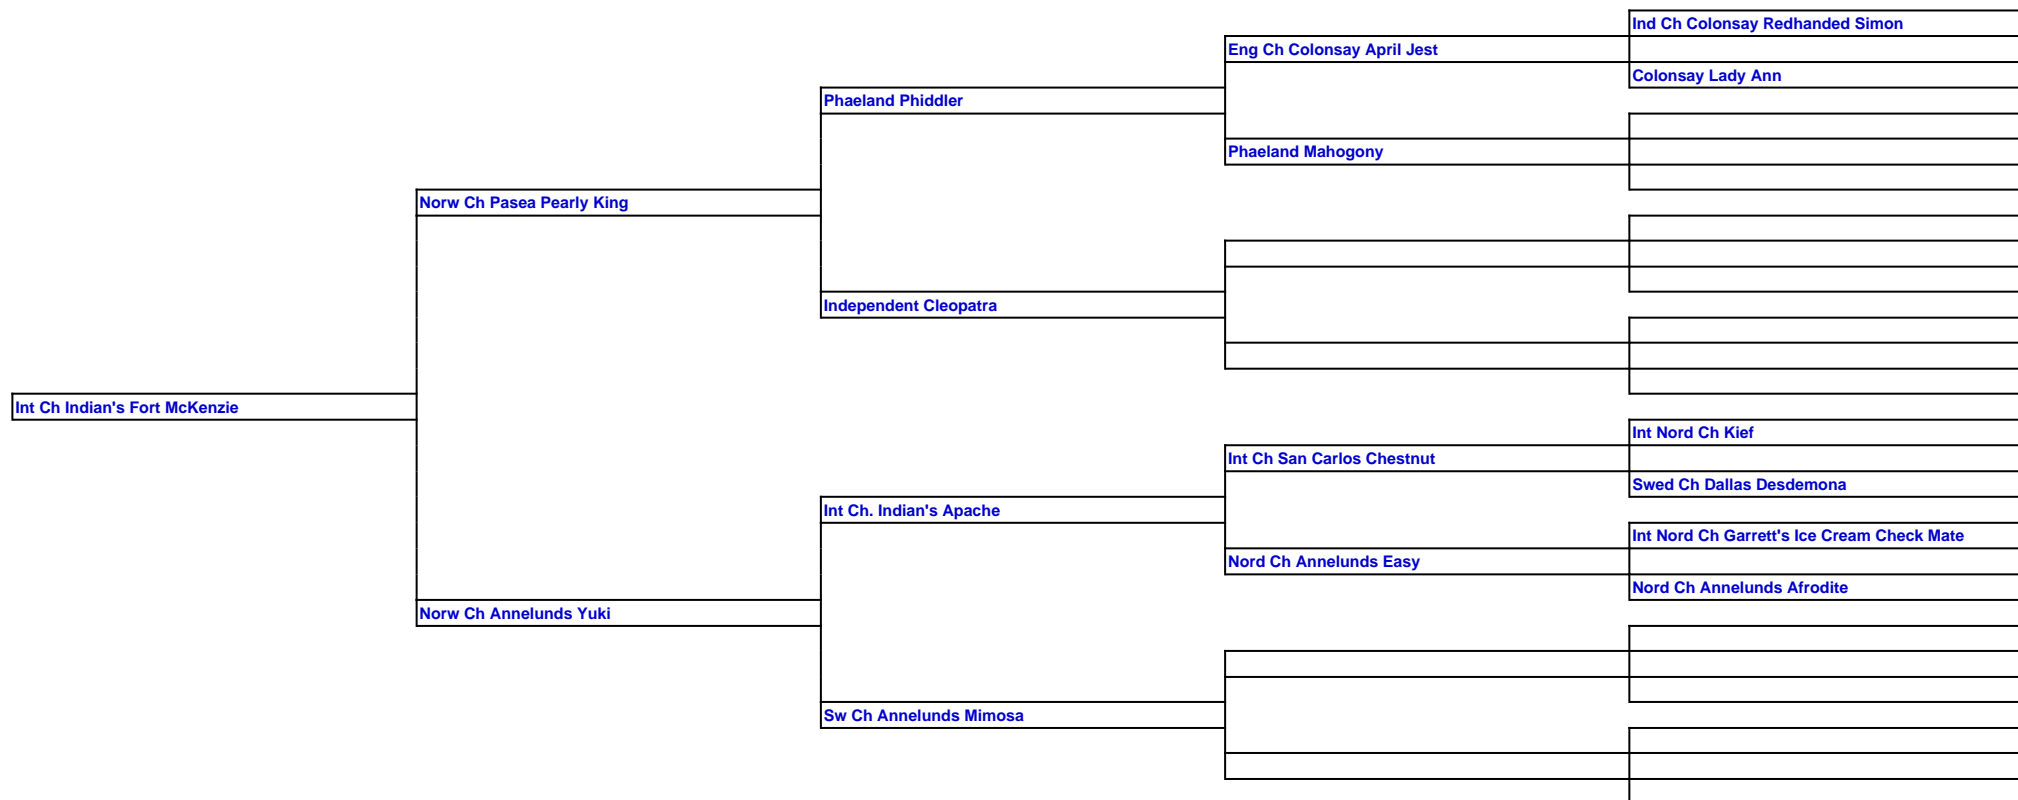 Ind Ch Colonsay Redhanded Simon
Eng Ch Colonsay April Jest
Colonsay Lady Ann
Phaeland Phiddler
Phaeland Mahogony
Norw Ch Pasea Pearly King
Independent Cleopatra
Int Ch Indian's Fort McKenzie
Int Nord Ch Kief
Int Ch San Carlos Chestnut
Swed Ch Dallas Desdemona
Int Ch. Indian's Apache
Int Nord Ch Garrett's Ice Cream Check Mate
Nord Ch Annelunds Easy
Nord Ch Annelunds Afrodite
Norw Ch Annelunds Yuki
Sw Ch Annelunds Mimosa